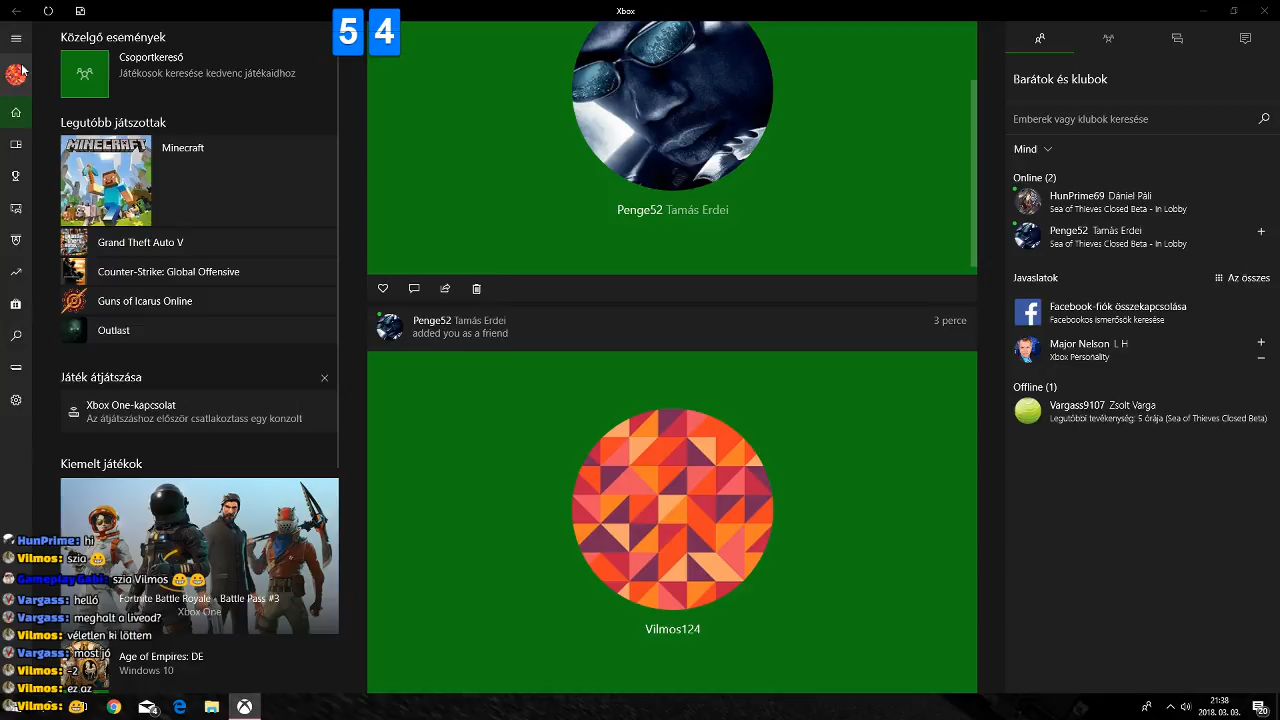 Xbox
5 4
Közelgő események
Csoportkereső
Játékosok keresése kedvenc játékaidhoz
Legutóbb játszottak
MINECRAFT
Minecraft
Grand Theft Auto V
Counter-Strike: Global Offensive
Guns of Icarus Online
Outlast
Játék átjátszása
Xbox One-kapcsolat
Az átjátszáshoz először csatlakoztass egy konzolt
Kiemelt játékok
Fortnite Battle Royale - Battle Pass #3
Xbox One
Age of Empires: DE
Windows 10
HunPrime: hi
Vilmos: szia
Gameplay Gabi: szia Vilmos
Vargass: helló
Vargass: meghalt a liveod?
Vilmos: véletlen ki lőttem
Vargass: most jó
Vilmos: -2
Vilmos: ez az
Vilmos:
Penge52 Tamás Erdei
Penge52 Tamás Erdei
3 perce
added you as a friend
Vilmos124
Barátok és klubok
Emberek vagy klubok keresése
Mind
Online (2)
HunPrime69 Dániel Páli
Sea of Thieves Closed Beta - In Lobby
Penge52 Tamás Erdei
Sea of Thieves Closed Beta - In Lobby
Javaslatok
Az összes
Facebook-fiók összekapcsolása
Facebookos ismerősök keresése
Major Nelson L H
Xbox Personality
Offline (1)
Vargass9107 Zsolt Varga
Legutóbbi tevékenység: 5 órája (Sea of Thieves Closed Beta)
21:38
2018. 03. 03.